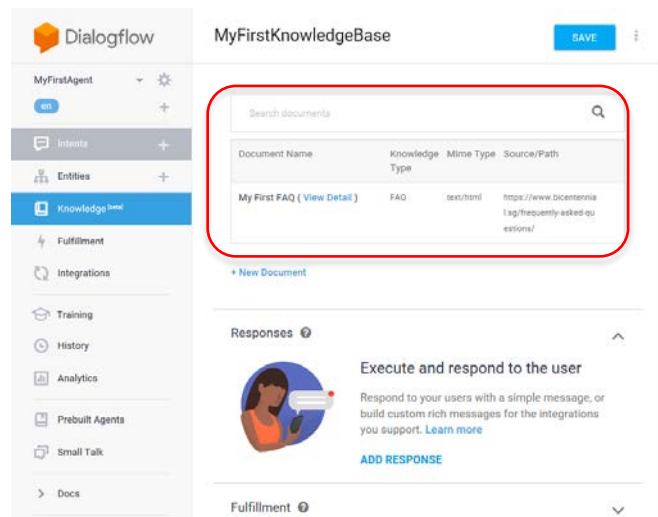 Dialogflow
MyFirstKnowledgeBase
SAVE
MyFirstAgent
en
Intents
Entities
Knowledge [beta]
Fulfillment
Integrations
Training
History
Analytics
Prebuilt Agents
Small Talk
Docs
Search documents
Document Name Knowledge Type Mime Type Source/Path
My First FAQ ( View Detail ) FAQ text/html https://www.bicentennia
l.sg/frequently-asked-qu
estions/
+ New Document
Responses
Execute and respond to the user
Respond to your users with a simple message, or
build custom rich messages for the integrations
you support. Learn more
ADD RESPONSE
Fulfillment